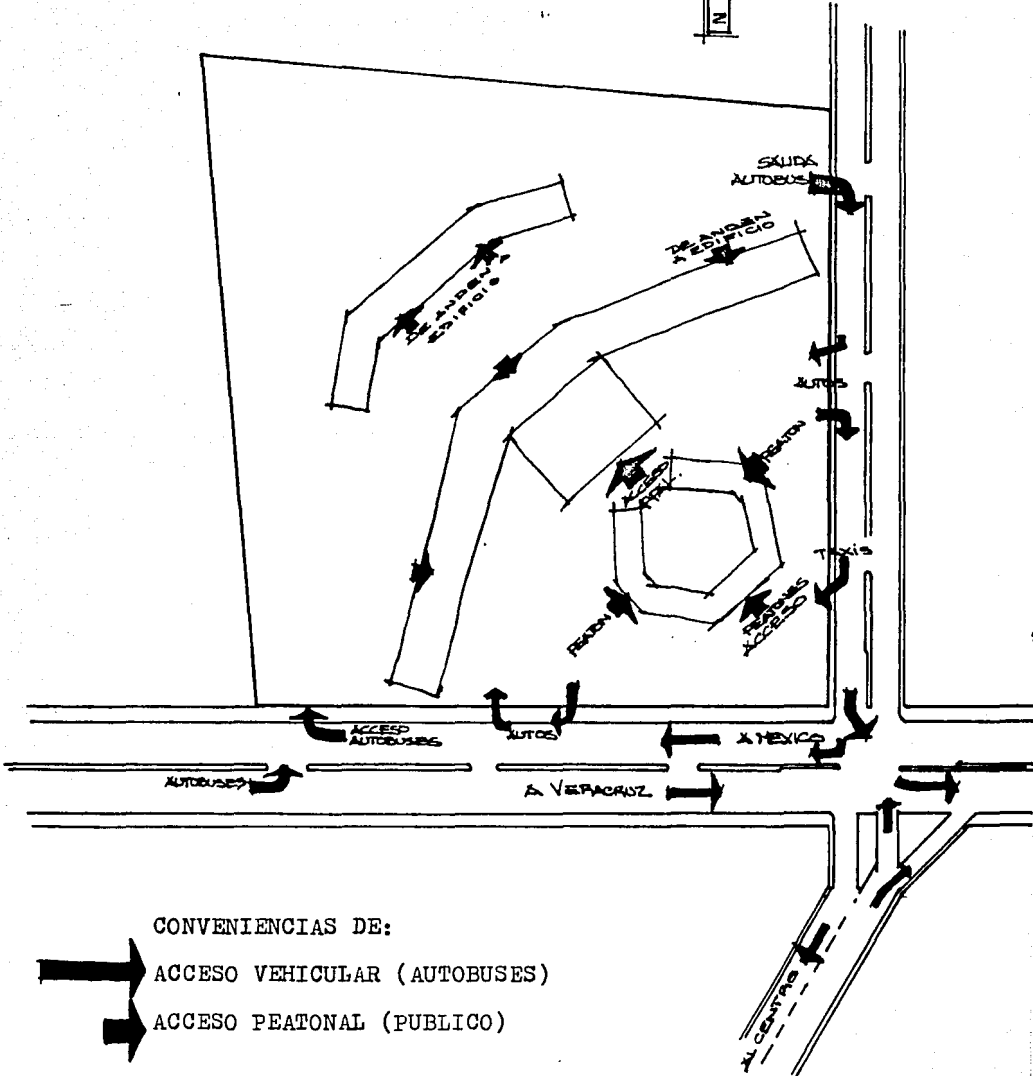 N
SALIDA
AUTOBUS
DE ANDEN
A EDIFICIO
DE ANDEN A
EDIFICIO
AUTOS
PEATON
ACCESO
TAXIS
PEATON
PEATONES
ACCESO
ACCESO
AUTOBUSES
AUTOS
A MEXICO
AUTOBUSES
A VERACRUZ
AL CENTRO
CONVENIENCIAS DE:
ACCESO VEHICULAR (AUTOBUSES)
ACCESO PEATONAL (PUBLICO)